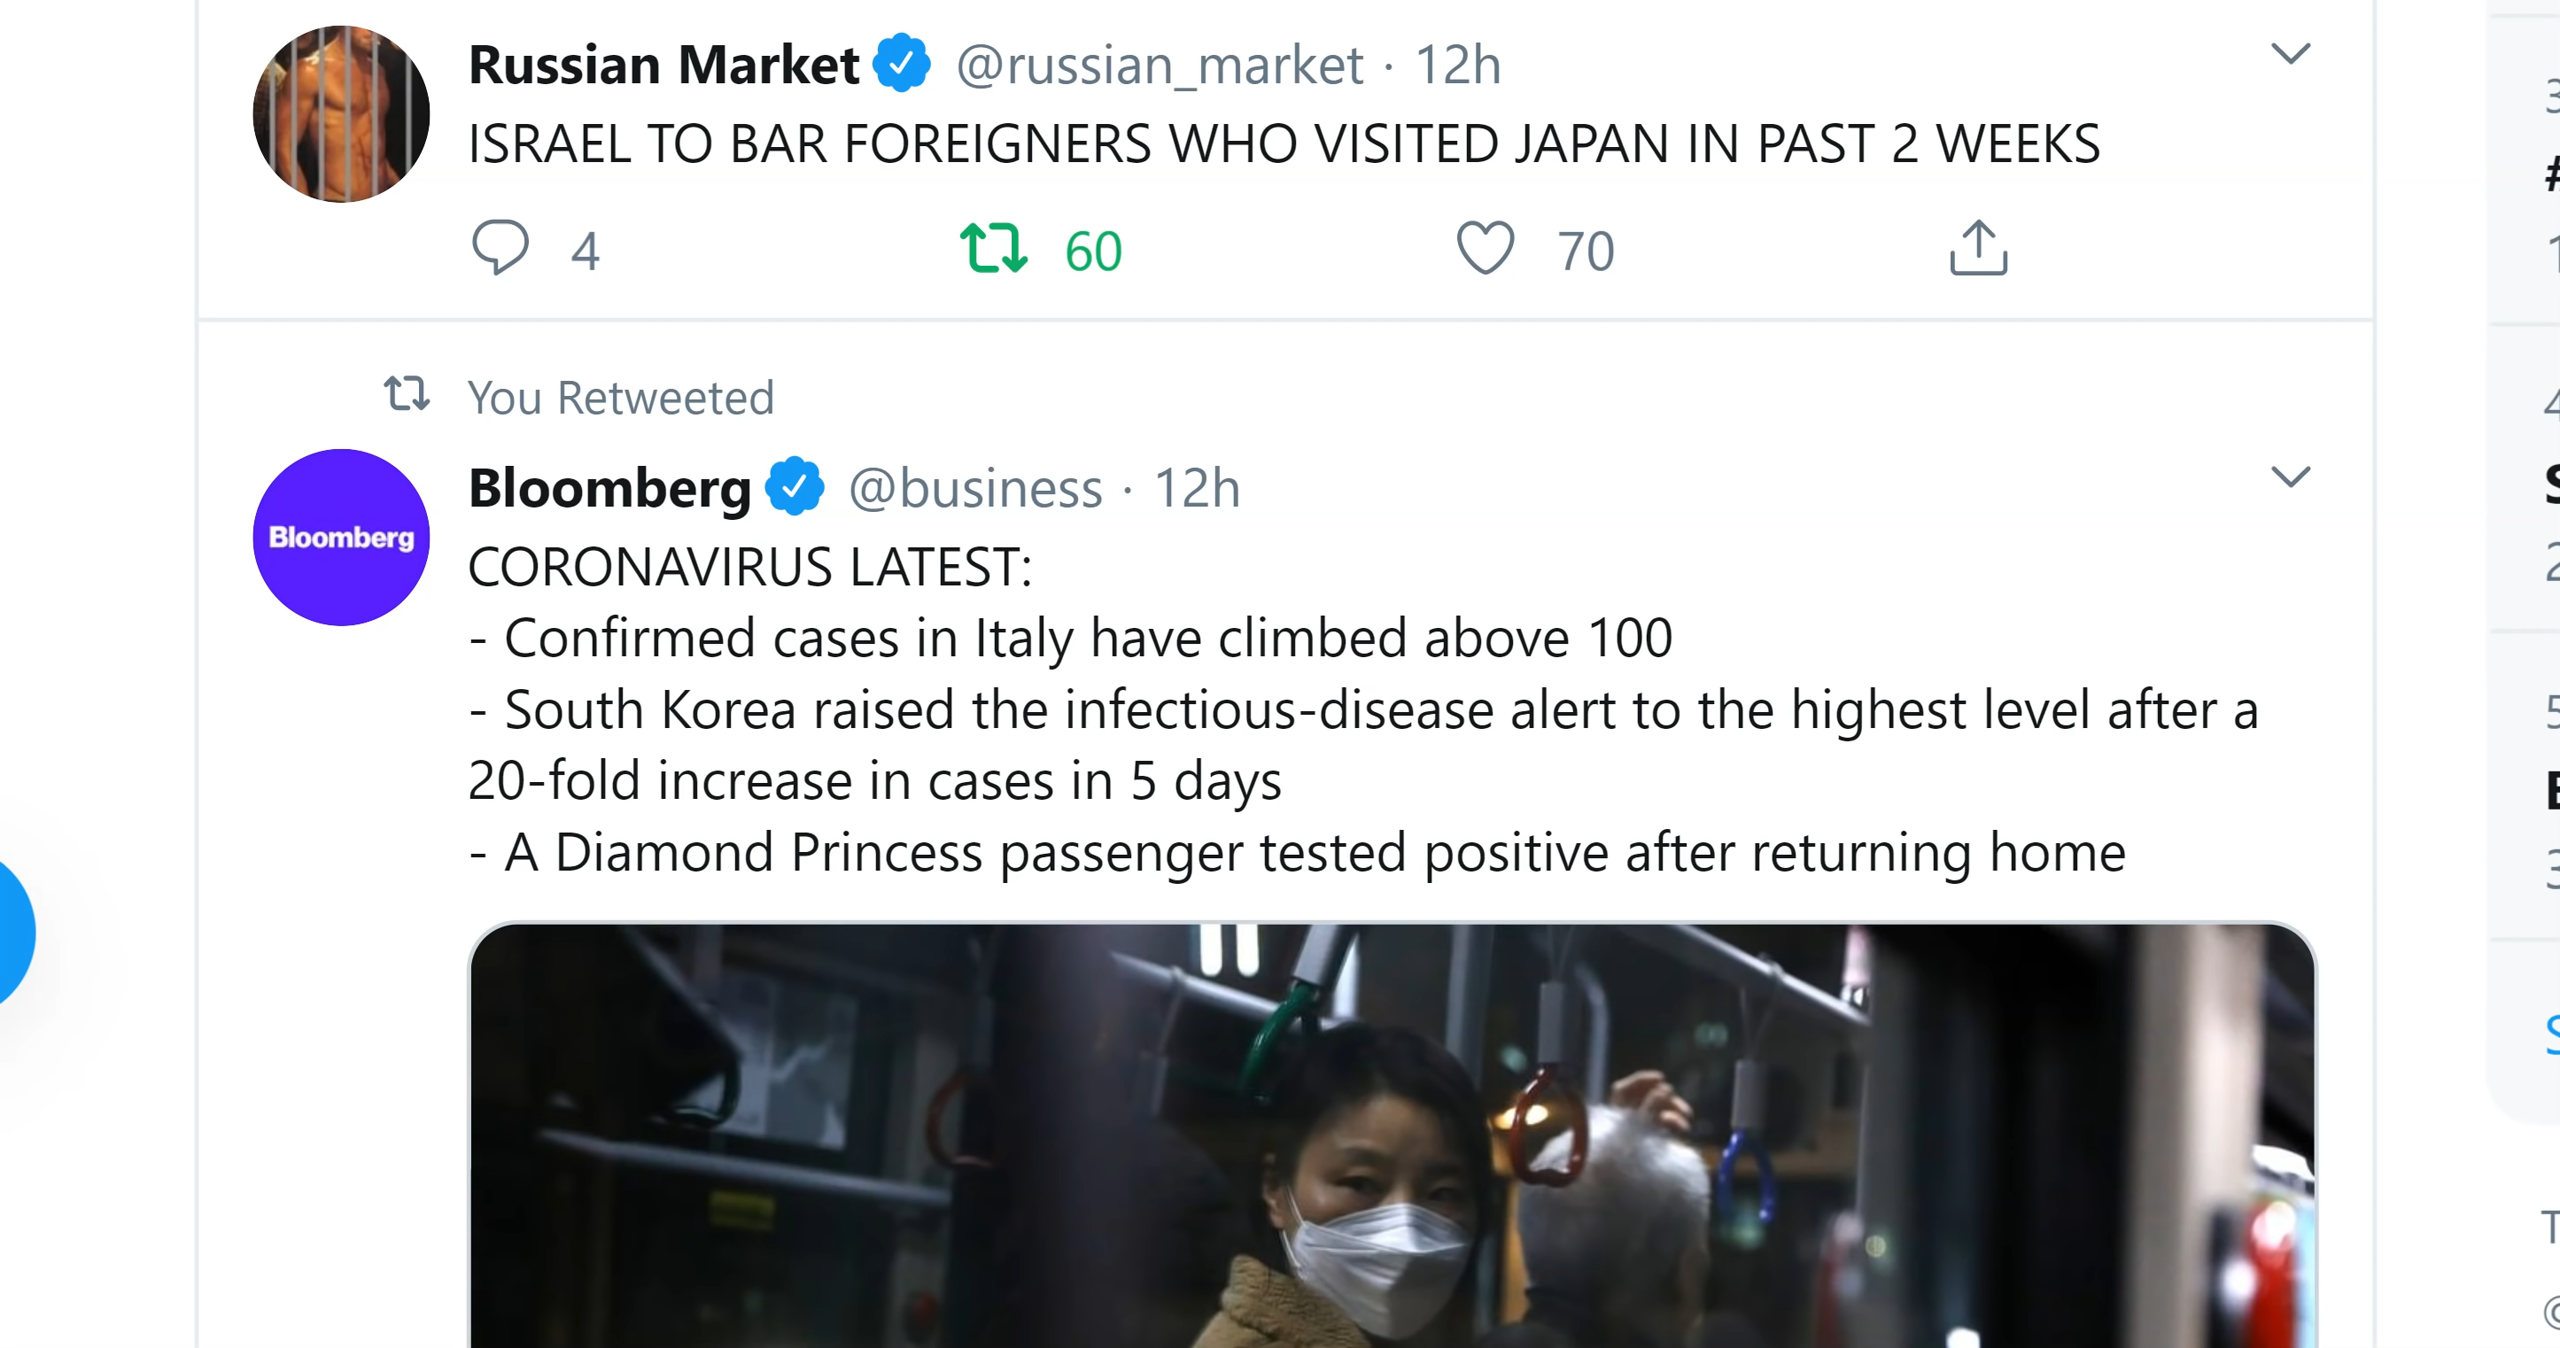 Russian Market @russian_market · 12h
ISRAEL TO BAR FOREIGNERS WHO VISITED JAPAN IN PAST 2 WEEKS
4 60 70
You Retweeted
Bloomberg @business · 12h
Bloomberg
CORONAVIRUS LATEST:
- Confirmed cases in Italy have climbed above 100
- South Korea raised the infectious-disease alert to the highest level after a
20-fold increase in cases in 5 days
- A Diamond Princess passenger tested positive after returning home